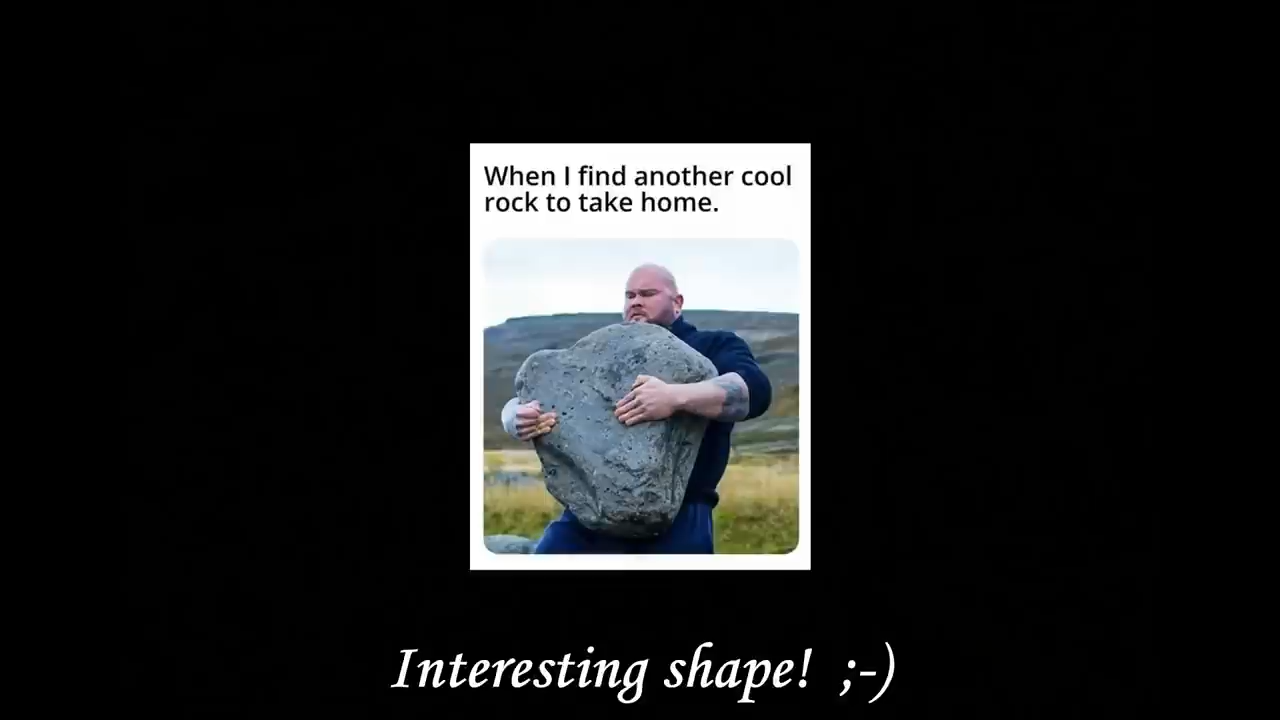 When I find another cool
rock to take home.
Interesting shape! ;-)